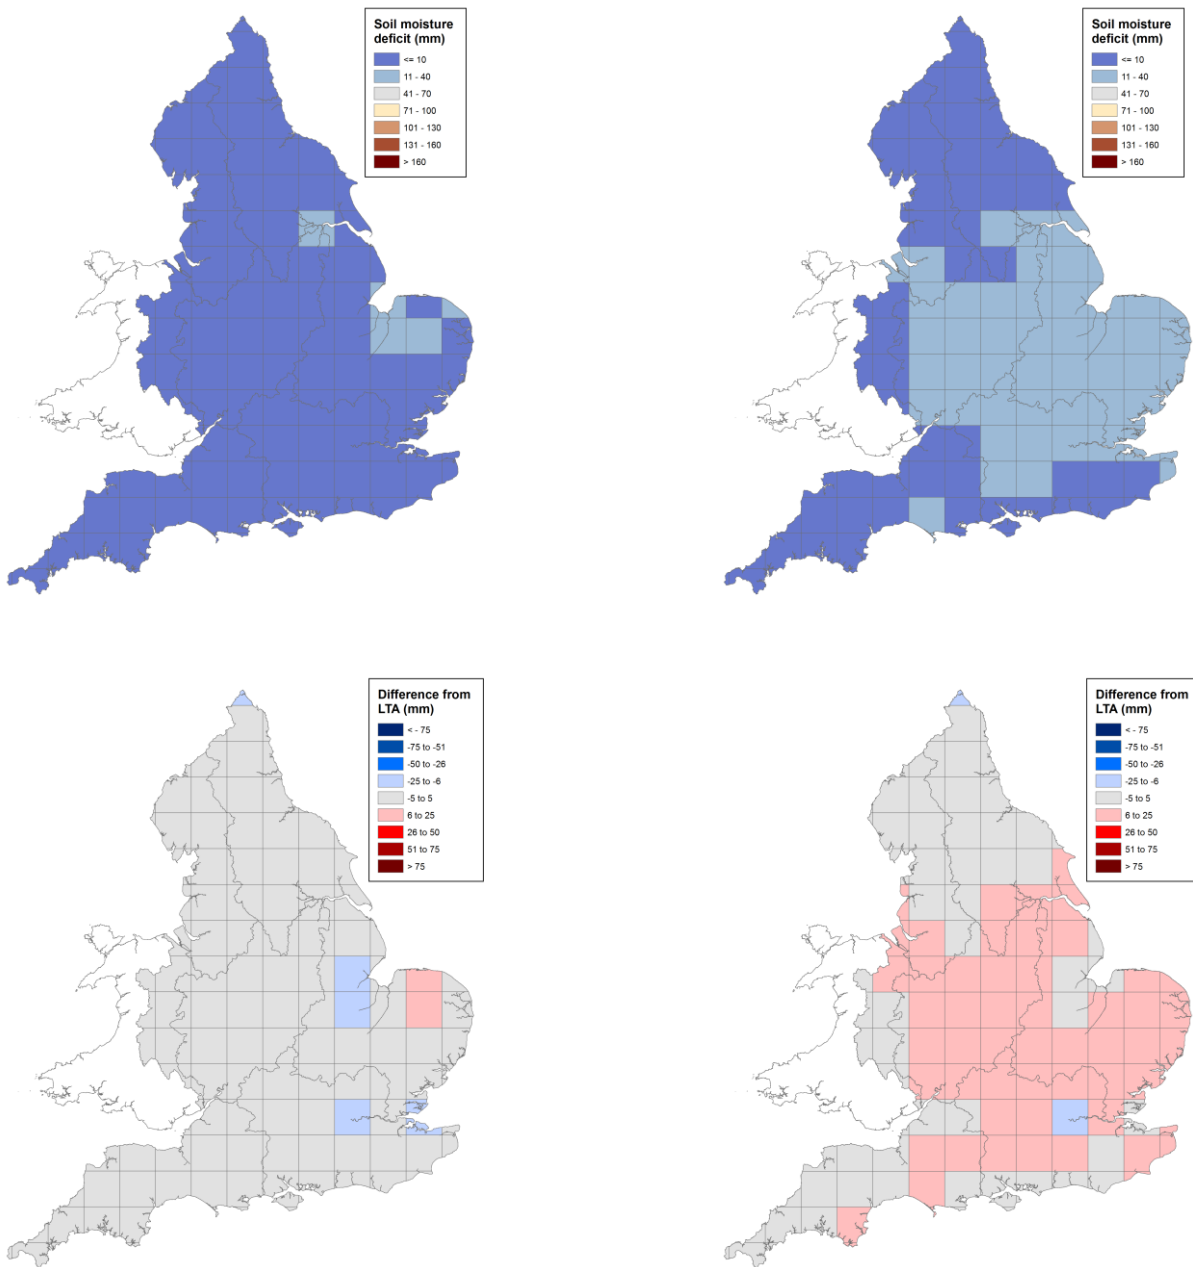 Soil moisture
deficit (mm)
<= 10
11 - 40
41 - 70
71 - 100
101 - 130
131 - 160
> 160
Soil moisture
deficit (mm)
<= 10
11 - 40
41 - 70
71 - 100
101 - 130
131 - 160
> 160
Difference from
LTA (mm)
< - 75
-75 to -51
-50 to -26
-25 to -6
-5 to 5
6 to 25
26 to 50
51 to 75
> 75
Difference from
LTA (mm)
< - 75
-75 to -51
-50 to -26
-25 to -6
-5 to 5
6 to 25
26 to 50
51 to 75
> 75